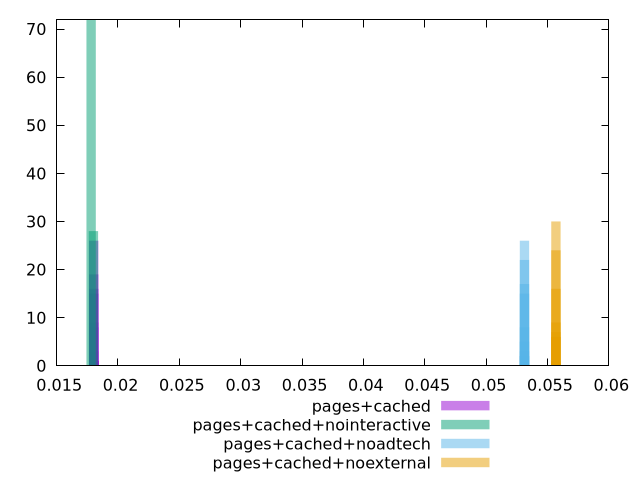 70
60
50
40
30
20
10
0
0.015 0.02 0.025 0.03 0.035 0.04 0.045 0.05 0.055 0.06
pages+cached
pages+cached+nointeractive
pages+cached+noadtech
pages+cached+noexternal